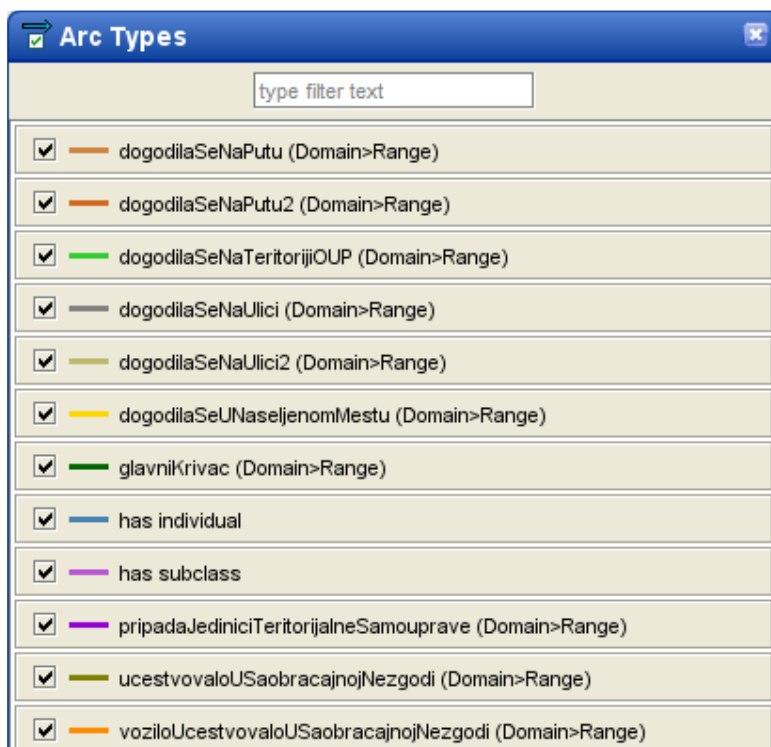 Arc Types
type filter text
dogodilaSeNaPutu (Domain>Range)
dogodilaSeNaPutu2 (Domain>Range)
dogodilaSeNaTeritorijiOUP (Domain>Range)
dogodilaSeNaUlici (Domain>Range)
dogodilaSeNaUlici2 (Domain>Range)
dogodilaSeUNaseljenomMestu (Domain>Range)
glavniKrivac (Domain>Range)
has individual
has subclass
pripadaJediniciTeritorijalneSamouprave (Domain>Range)
ucestvovaloUSaobracajnojNezgodi (Domain>Range)
voziloUcestvovaloUSaobracajnojNezgodi (Domain>Range)